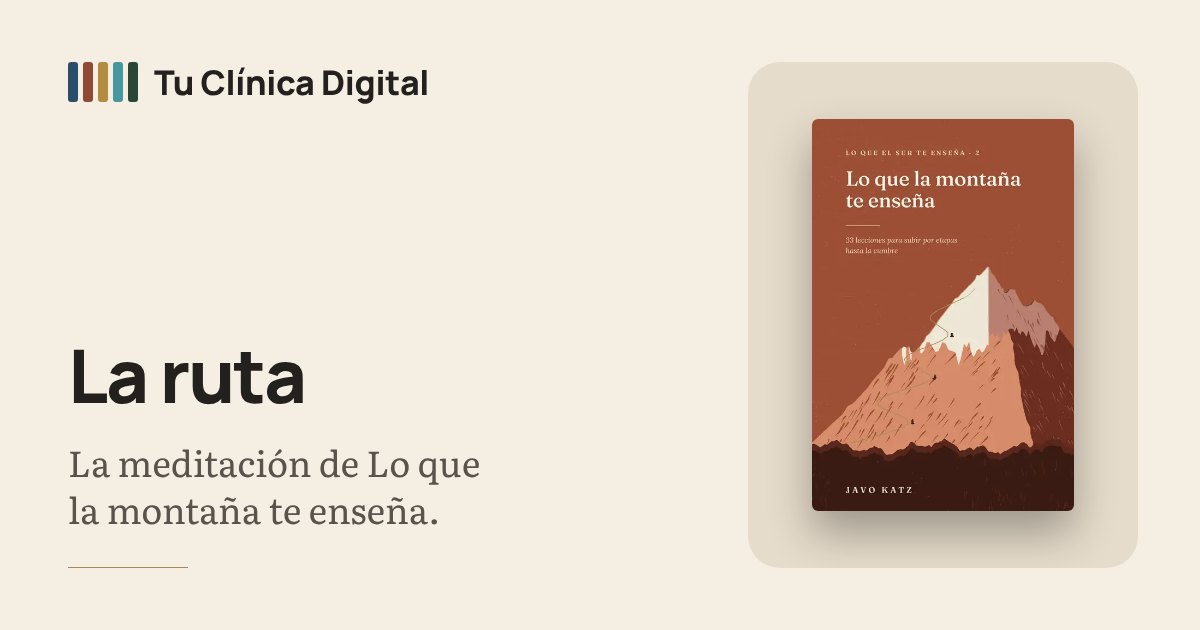 Tu Clínica Digital
La ruta
La meditación de Lo que
la montaña te enseña.
LO QUE EL SUR TE ENSEÑA · 2
Lo que la montaña
te enseña
33 lecciones para subir por etapas
hasta la cumbre
JAVO KATZ